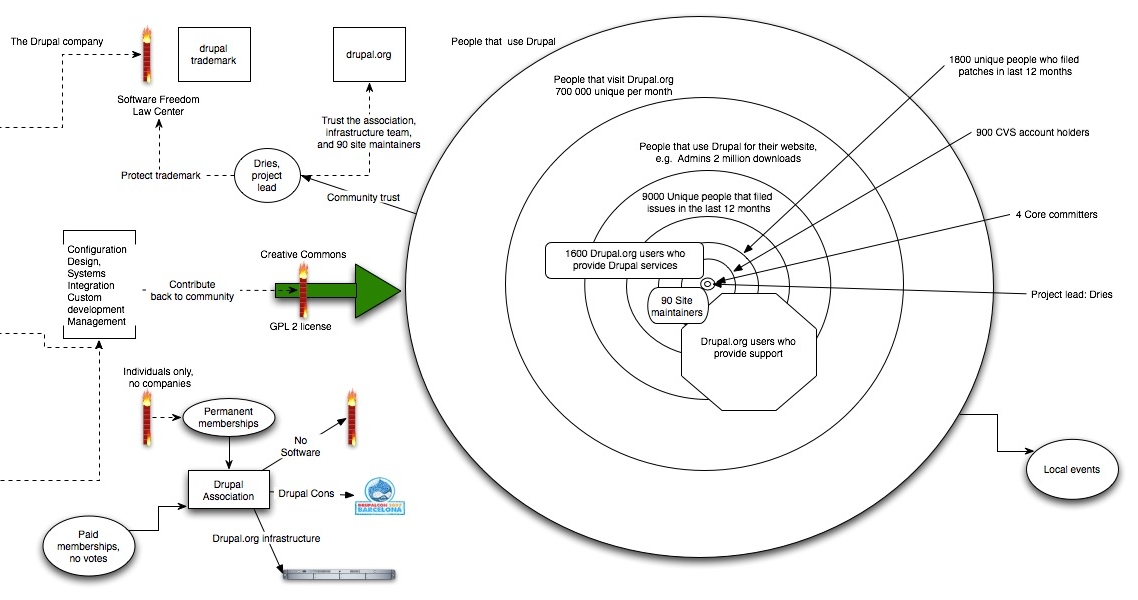 The Drupal company
drupal
trademark
drupal.org
Software Freedom
Law Center
Trust the association,
infrastructure team,
and 90 site maintainers
Protect trademark
Dries,
project
lead
Community trust
Configuration
Design,
Systems
Integration
Custom
development
Management
Contribute
back to community
Creative Commons
GPL 2 license
Individuals only,
no companies
Permanent
memberships
No
Software
Drupal
Association
Drupal Cons
DRUPALCON 2007
BARCELONA
Paid
memberships,
no votes
Drupal.org infrastructure
People that use Drupal
People that visit Drupal.org
700 000 unique per month
People that use Drupal for their website,
e.g. Admins 2 million downloads
9000 Unique people that filed
issues in the last 12 months
1600 Drupal.org users who
provide Drupal services
90 Site
maintainers
Drupal.org users who
provide support
1800 unique people who filed
patches in last 12 months
900 CVS account holders
4 Core committers
Project lead: Dries
Local events